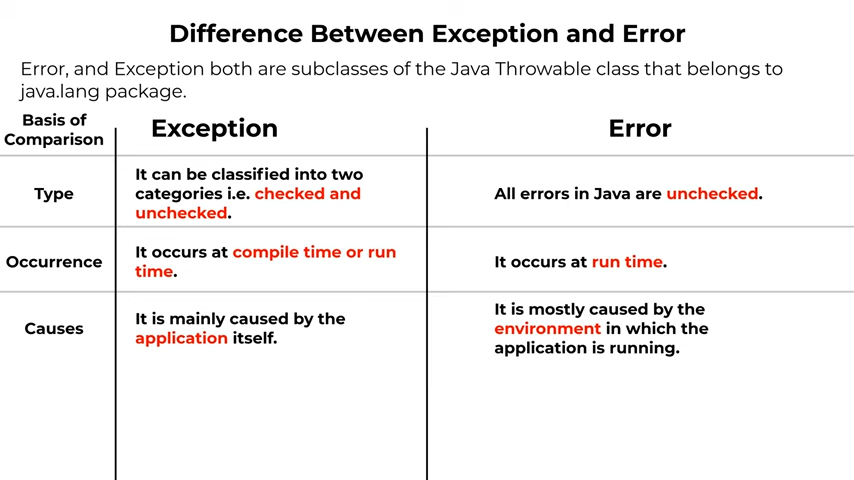 Difference Between Exception and Error
Error, and Exception both are subclasses of the Java Throwable class that belongs to
java.lang package.
Basis of
Comparison
Exception
Error
Type
It can be classified into two
categories i.e. checked and
unchecked.
All errors in Java are unchecked.
Occurrence
It occurs at compile time or run
time.
It occurs at run time.
Causes
It is mainly caused by the
application itself.
It is mostly caused by the
environment in which the
application is running.